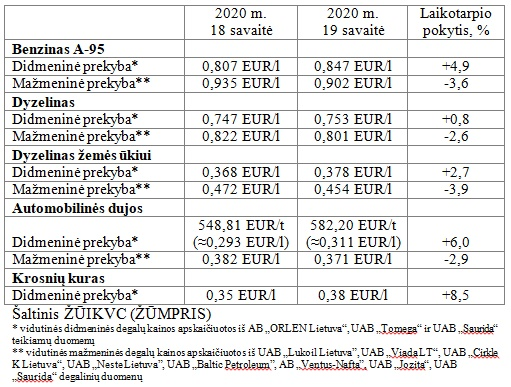 2020 m. 2020 m. Laikotarpio
18 savaitė 19 savaitė pokytis, %
Benzinas A-95
Didmeninė prekyba* 0,807 EUR/l 0,847 EUR/l +4,9
Mažmeninė prekyba** 0,935 EUR/l 0,902 EUR/l -3,6
Dyzelinas
Didmeninė prekyba* 0,747 EUR/l 0,753 EUR/l +0,8
Mažmeninė prekyba** 0,822 EUR/l 0,801 EUR/l -2,6
Dyzelinas žemės ūkiui
Didmeninė prekyba* 0,368 EUR/l 0,378 EUR/l +2,7
Mažmeninė prekyba** 0,472 EUR/l 0,454 EUR/l -3,9
Automobilinės dujos
548,81 EUR/t 582,20 EUR/t
Didmeninė prekyba* (≈0,293 EUR/l) (≈0,311 EUR/l) +6,0
Mažmeninė prekyba** 0,382 EUR/l 0,371 EUR/l -2,9
Krosnių kuras
Didmeninė prekyba* 0,35 EUR/l 0,38 EUR/l +8,5
Šaltinis ŽŪIKVC (ŽŪMPRIS)
* vidutinės didmeninės degalų kainos apskaičiuotos iš AB „ORLEN Lietuva“, UAB „Tomega“ ir UAB „Saurida“
teikiamų duomenų
** vidutinės mažmeninės degalų kainos apskaičiuotos iš UAB „Lukoil Lietuva“, UAB „Viada LT“, UAB „Cirkle
K Lietuva“, UAB „Neste Lietuva“, UAB „Baltic Petroleum”, AB „Ventus-Nafta”, UAB „Jozita”, UAB
„Saurida“ degalinių duomenų